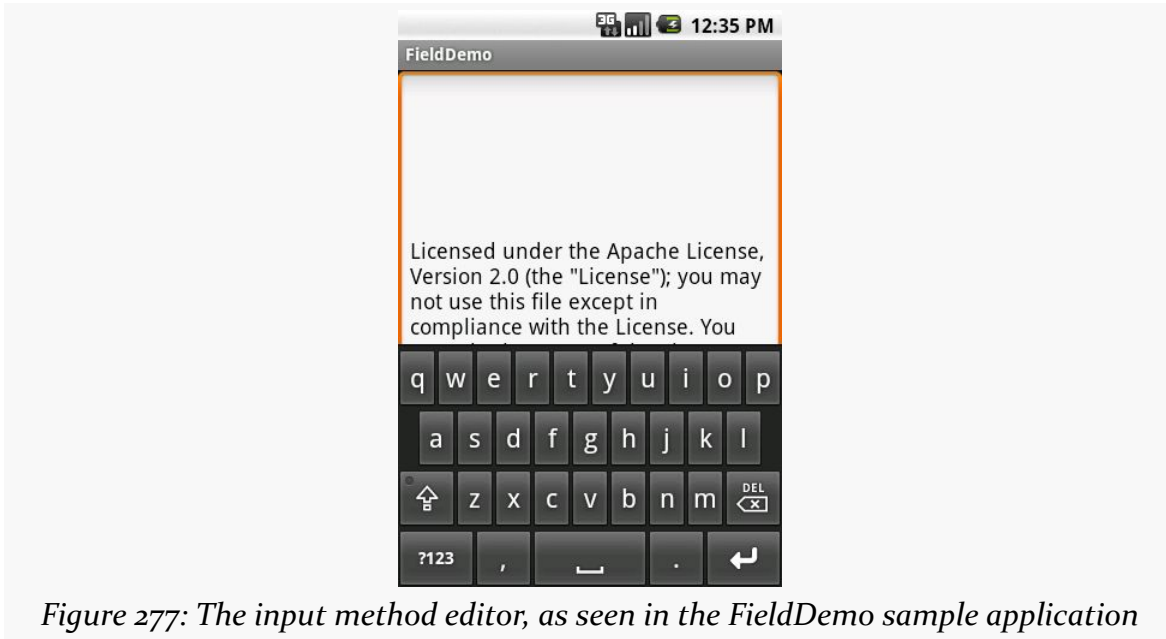 3G 12:35 PM
FieldDemo
Licensed under the Apache License,
Version 2.0 (the "License"); you may
not use this file except in
compliance with the License. You
q w e r t y u i o p
a s d f g h j k l
z x c v b n m DEL
?123 , .
Figure 277: The input method editor, as seen in the FieldDemo sample application